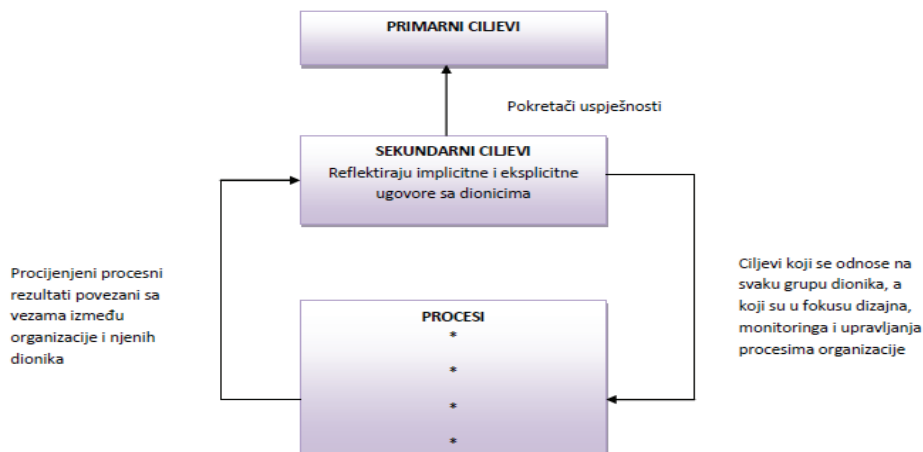 PRIMARNI CILJEVI
Pokretači uspješnosti
SEKUNDARNI CILJEVI
Reflektiraju implicitne i eksplicitne
ugovore sa dionicima
Procijenjeni procesni
rezultati povezani sa
vezama između
organizacije i njenih
dionika
Ciljevi koji se odnose na
svaku grupu dionika, a
koji su u fokusu dizajna,
monitoringa i upravljanja
procesima organizacije
PROCESI
*
*
*
*